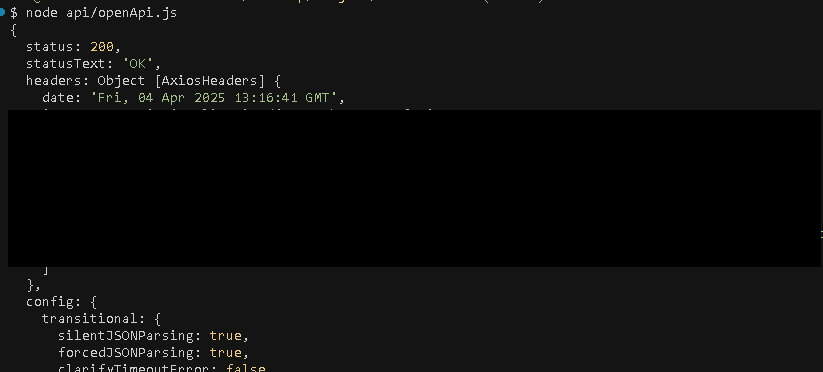 $ node api/openApi.js
{
status: 200,
statusText: 'OK',
headers: Object [AxiosHeaders] {
date: 'Fri, 04 Apr 2025 13:16:41 GMT',
]
},
config: {
transitional: {
silentJSONParsing: true,
forcedJSONParsing: true,
clarifyTimeoutError: false